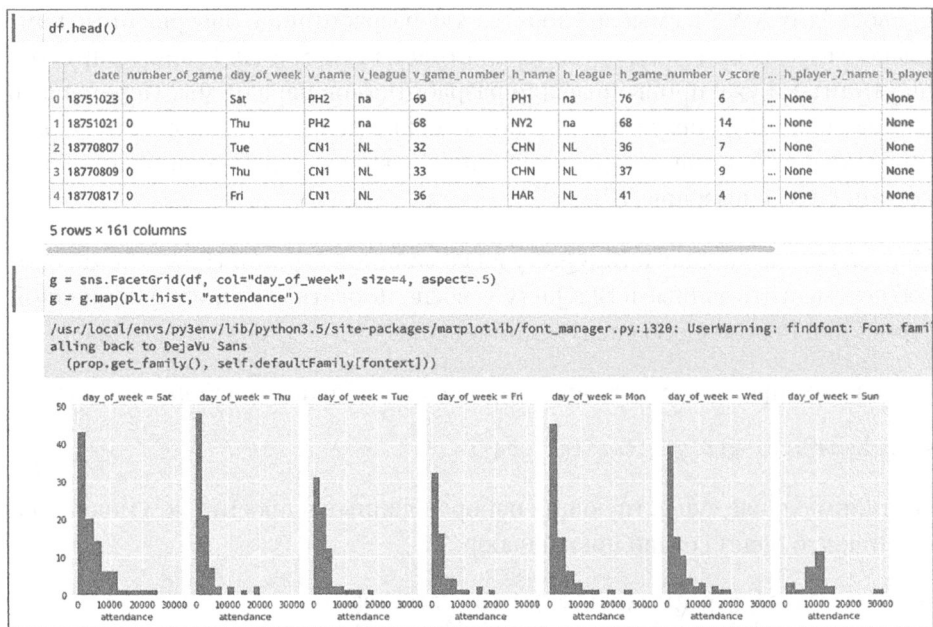 df.head()
date number_of_game day_of_week v_name v_league v_game_number h_name h_league h_game_number v_score ... h_player_7_name h_player
0 18751023 0 Sat PH2 na 69 PH1 na 76 6 ... None None
1 18751021 0 Thu PH2 na 68 NY2 na 68 14 ... None None
2 18770807 0 Tue CN1 NL 32 CHN NL 36 7 ... None None
3 18770809 0 Thu CN1 NL 33 CHN NL 37 9 ... None None
4 18770817 0 Fri CN1 NL 36 HAR NL 41 4 ... None None
5 rows × 161 columns
g = sns.FacetGrid(df, col="day_of_week", size=4, aspect=.5)
g = g.map(plt.hist, "attendance")
/usr/local/envs/py3env/lib/python3.5/site-packages/matplotlib/font_manager.py:1320: UserWarning: findfont: Font fami
alling back to DejaVu Sans
(prop.get_family(), self.defaultFamily[fontext]))
day_of_week = Sat day_of_week = Thu day_of_week = Tue day_of_week = Fri day_of_week = Mon day_of_week = Wed day_of_week = Sun
50
40
30
20
10
0
0 10000 20000 30000 0 10000 20000 30000 0 10000 20000 30000 0 10000 20000 30000 0 10000 20000 30000 0 10000 20000 30000 0 10000 20000 30000
attendance attendance attendance attendance attendance attendance attendance